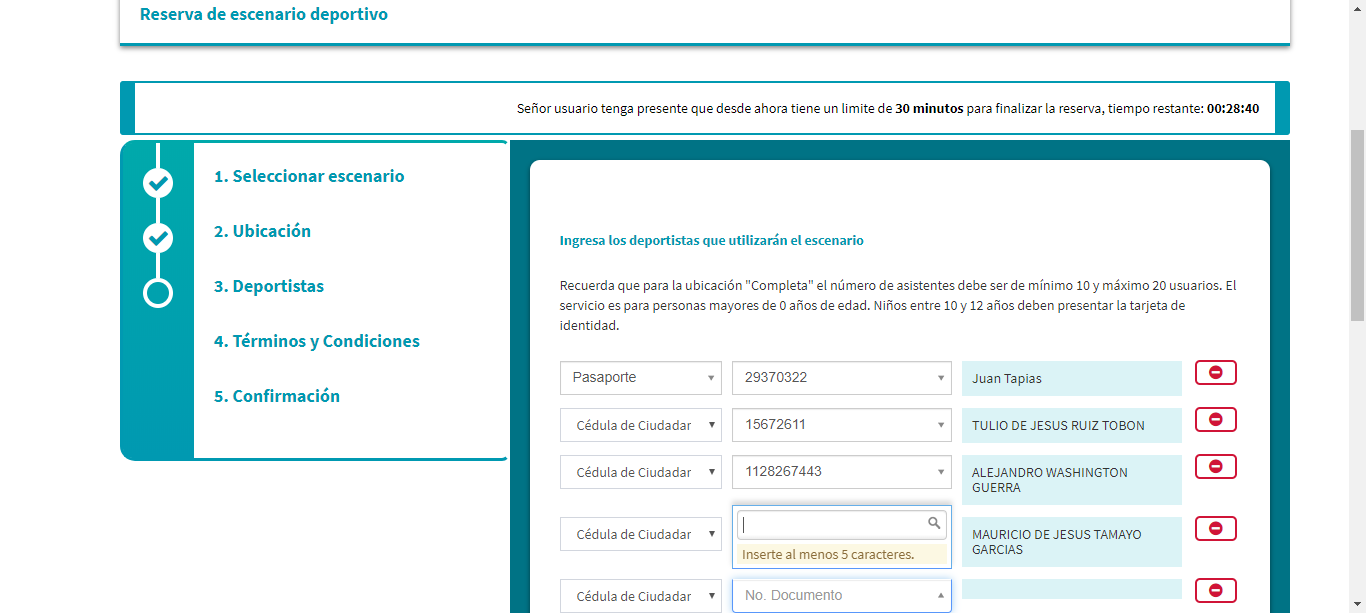 Reserva de escenario deportivo
Señor usuario tenga presente que desde ahora tiene un limite de 30 minutos para finalizar la reserva, tiempo restante: 00:28:40
1. Seleccionar escenario
2. Ubicación
3. Deportistas
4. Términos y Condiciones
5. Confirmación
Ingresa los deportistas que utilizarán el escenario
Recuerda que para la ubicación "Completa" el número de asistentes debe ser de mínimo 10 y máximo 20 usuarios. El
servicio es para personas mayores de 0 años de edad. Niños entre 10 y 12 años deben presentar la tarjeta de
identidad.
Pasaporte 29370322 Juan Tapias
Cédula de Ciudadar 15672611 TULIO DE JESUS RUIZ TOBON
Cédula de Ciudadar 1128267443 ALEJANDRO WASHINGTON
GUERRA
Cédula de Ciudadar MAURICIO DE JESUS TAMAYO
GARCIAS
Inserte al menos 5 caracteres.
Cédula de Ciudadar No. Documento